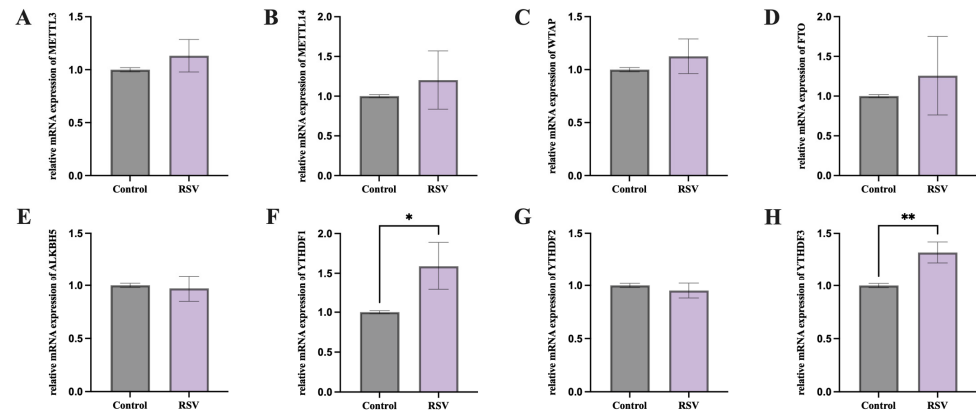 A
relative mRNA expression of METTL3
1.5
1.0
0.5
0.0
Control RSV
B
relative mRNA expression of METTL14
2.0
1.5
1.0
0.5
0.0
Control RSV
C
relative mRNA expression of WTAP
1.5
1.0
0.5
0.0
Control RSV
D
relative mRNA expression of FTO
2.0
1.5
1.0
0.5
0.0
Control RSV
E
relative mRNA expression of ALKBH5
1.5
1.0
0.5
0.0
Control RSV
F
relative mRNA expression of YTHDF1
2.0
1.5
1.0
0.5
0.0
*
Control RSV
G
relative mRNA expression of YTHDF2
1.5
1.0
0.5
0.0
Control RSV
H
relative mRNA expression of YTHDF3
1.5
1.0
0.5
0.0
**
Control RSV